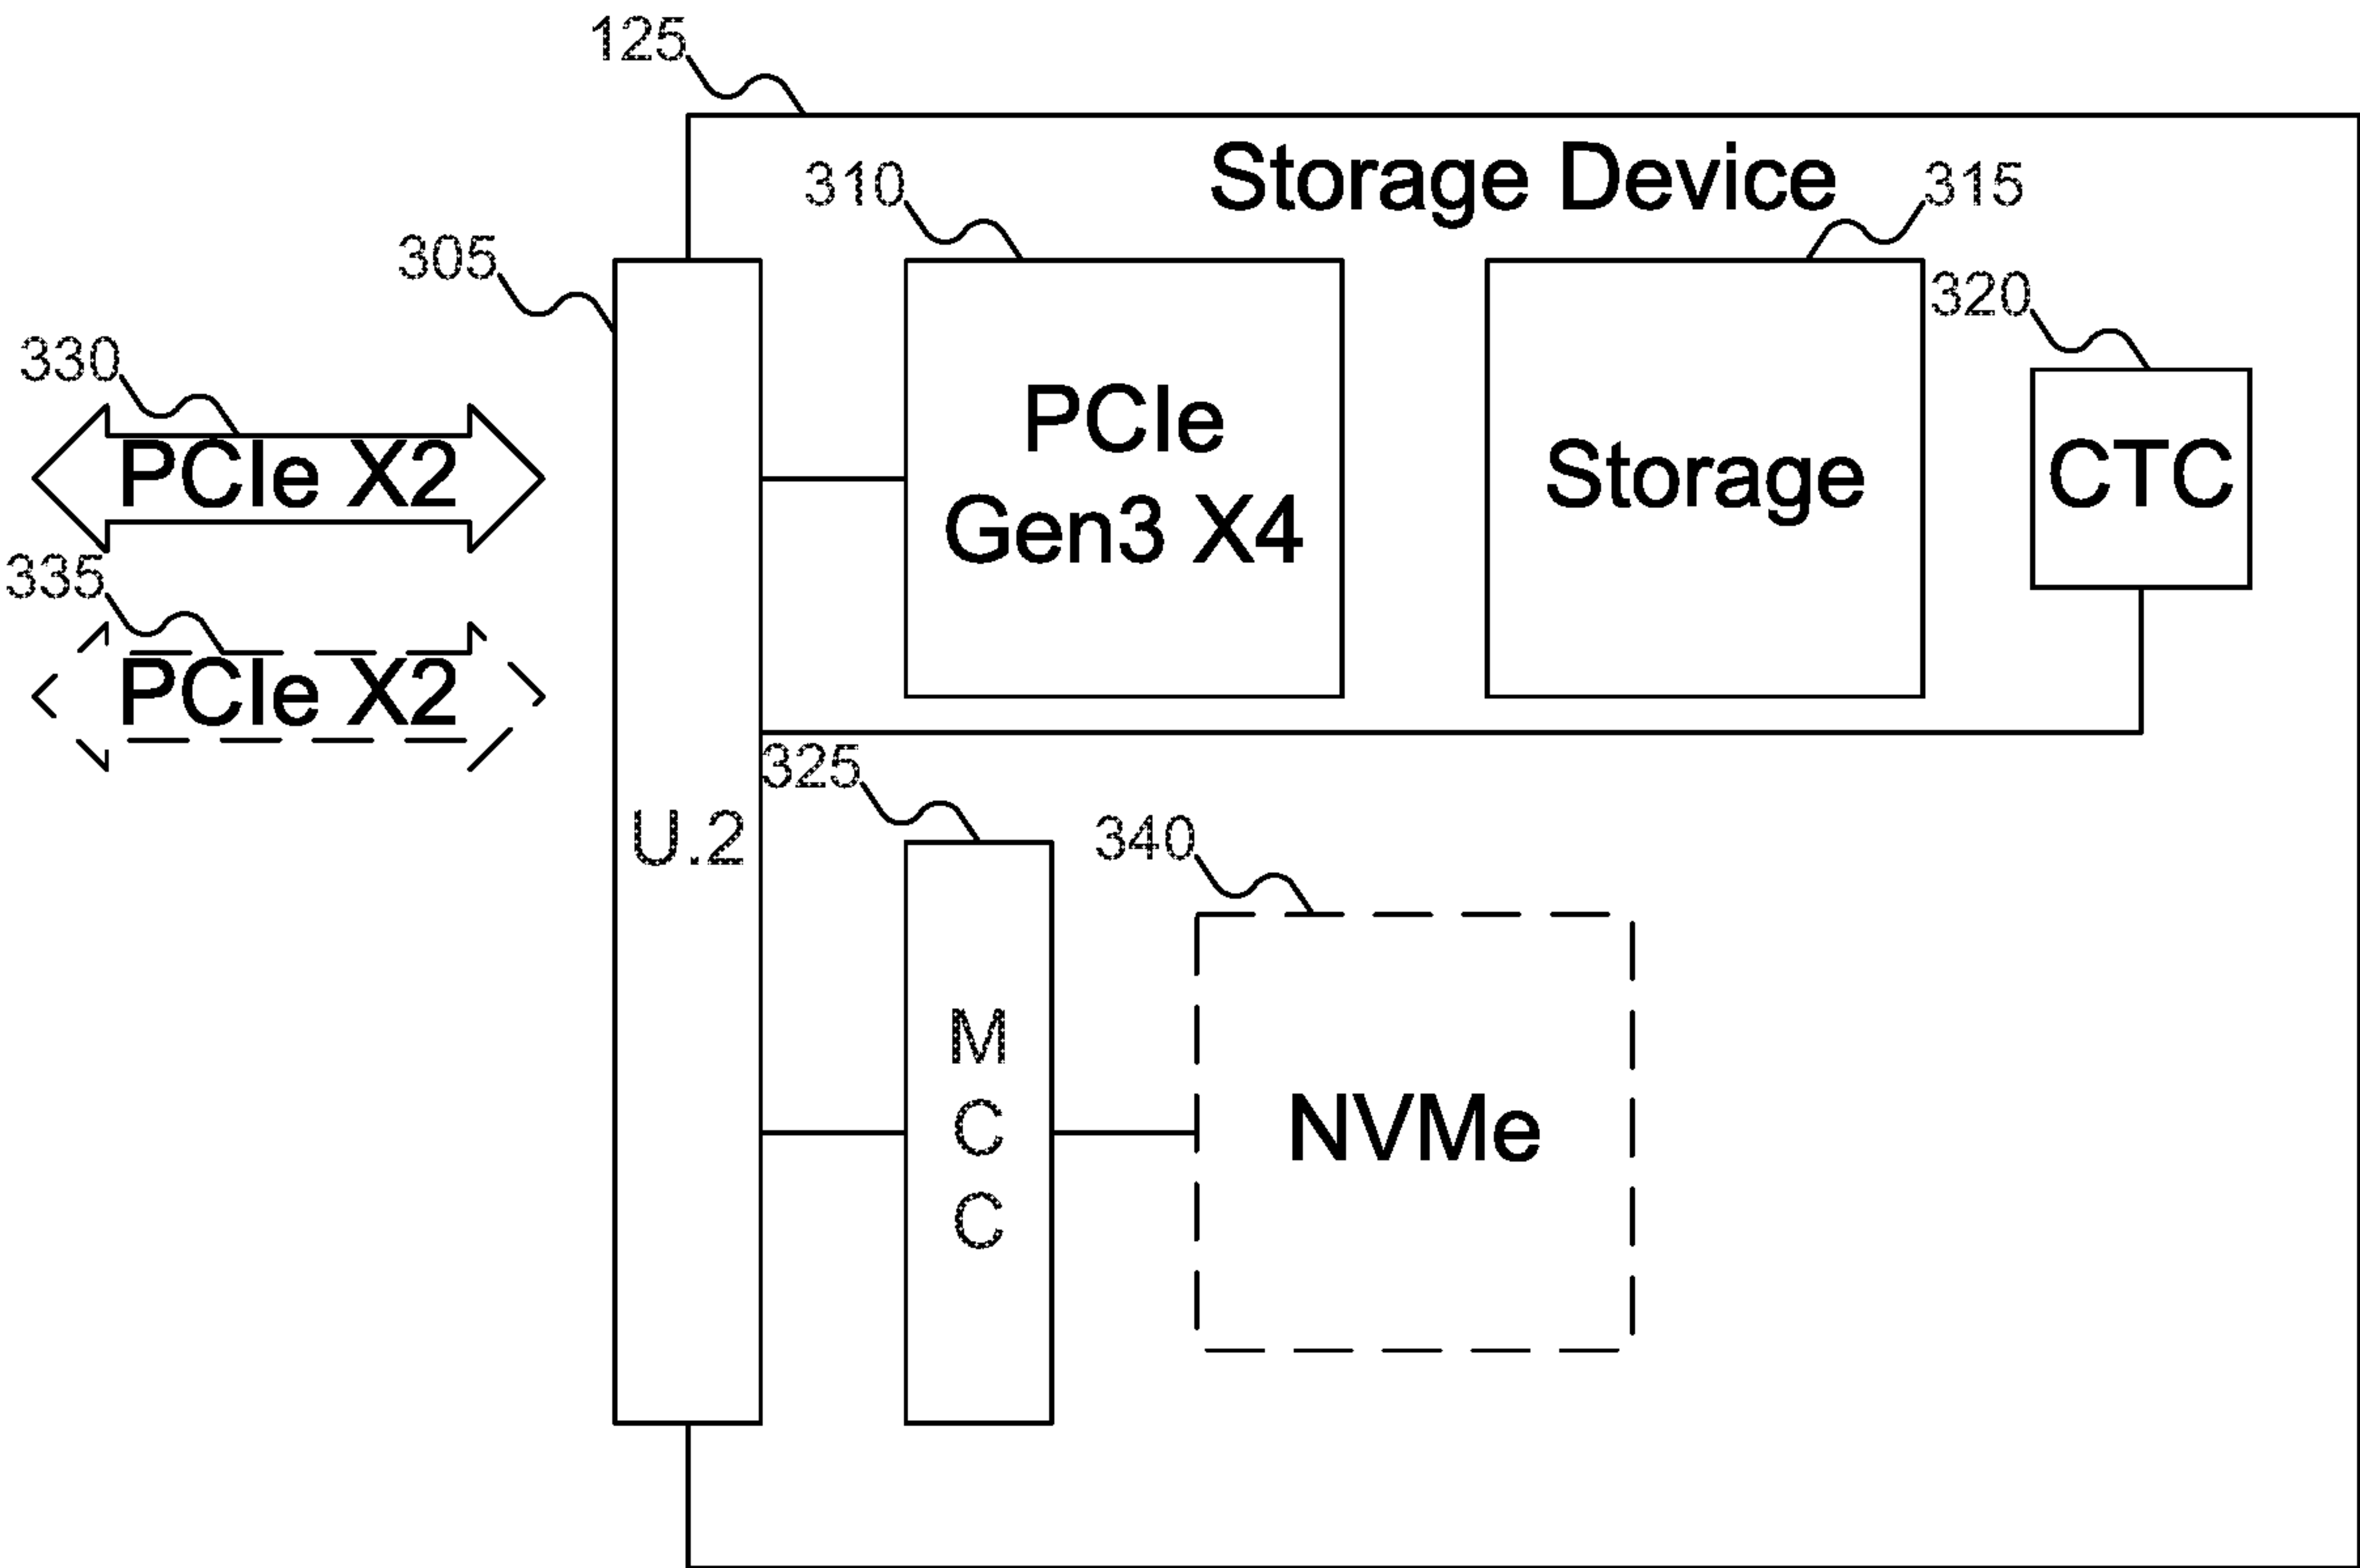 125
Storage Device
310
315
305
320
330
PCIe X2
PCIe
Gen3 X4
Storage
CTC
335
PCIe X2
325
U.2
340
M
C
C
NVMe